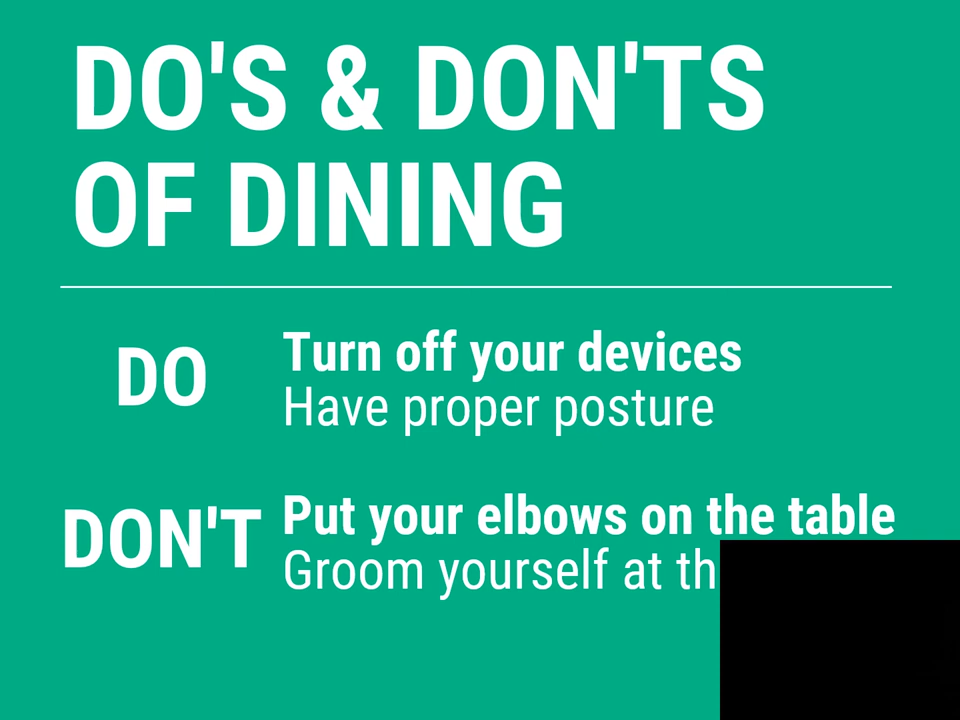 DO'S & DON'TS
OF DINING
DO
Turn off your devices
Have proper posture
DON'T
Put your elbows on the table
Groom yourself at